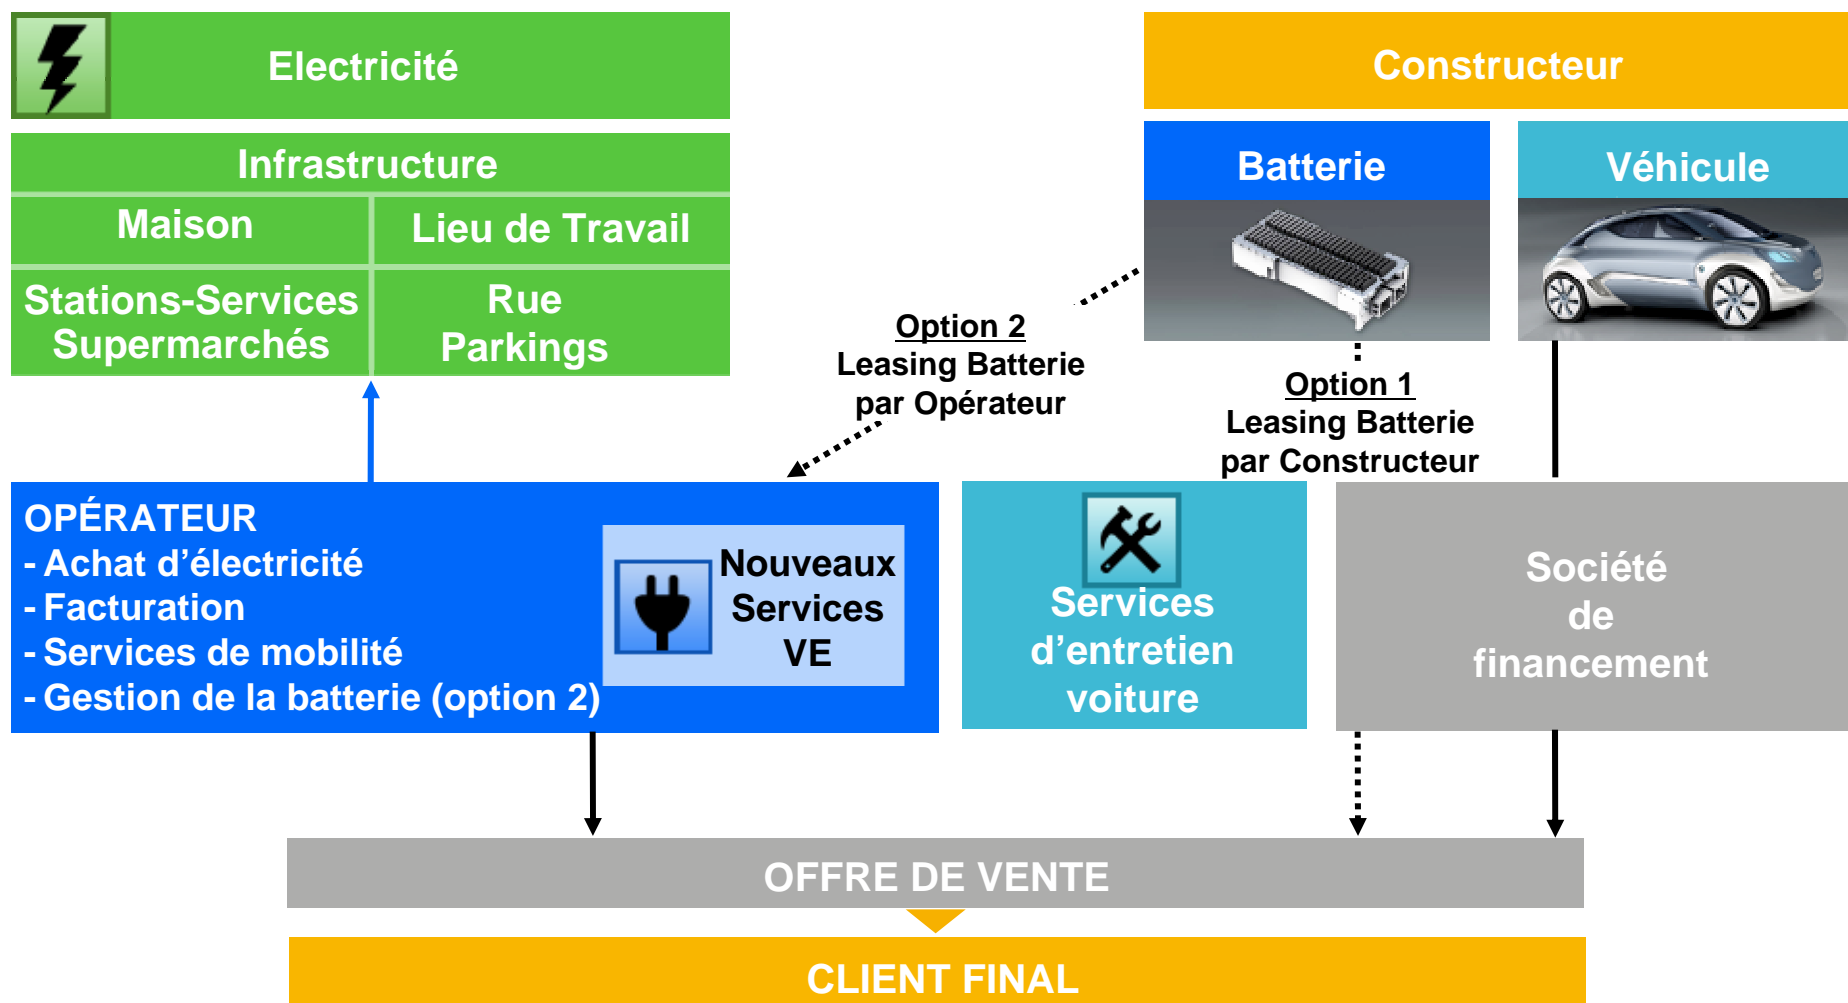 Electricité
Constructeur
Infrastructure
Batterie
Véhicule
Maison
Lieu de Travail
Stations-Services
Supermarchés
Rue
Parkings
Option 2
Leasing Batterie
par Opérateur
Option 1
Leasing Batterie
par Constructeur
OPÉRATEUR
- Achat d’électricité
- Facturation
- Services de mobilité
- Gestion de la batterie (option 2)
Nouveaux
Services
VE
Services
d’entretien
voiture
Société
de
financement
OFFRE DE VENTE
CLIENT FINAL